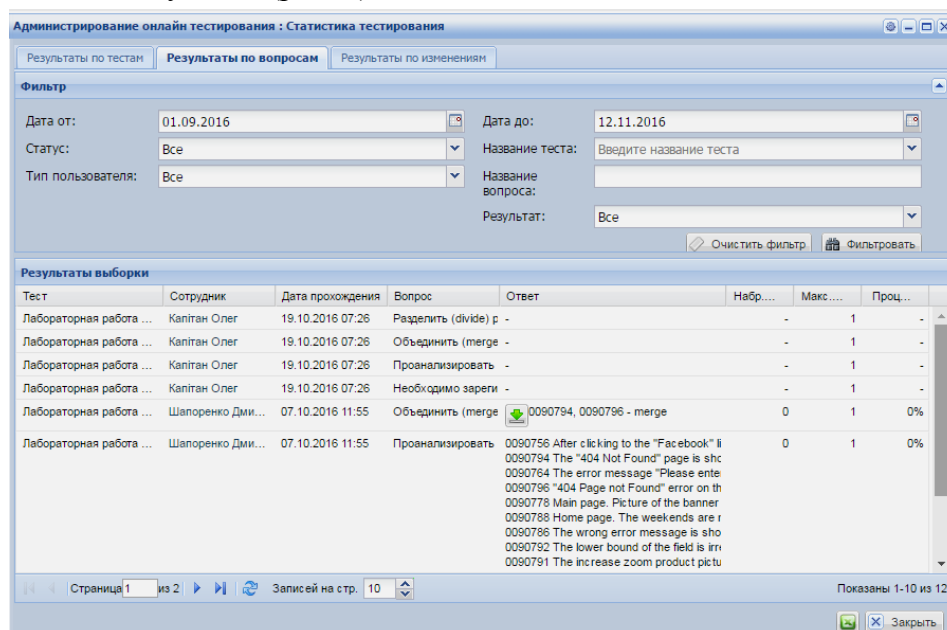 Администрирование онлайн тестирования : Статистика тестирования
Результаты по тестам Результаты по вопросам Результаты по изменениям
Фильтр
Дата от: 01.09.2016 Дата до: 12.11.2016
Статус: Все Название теста: Введите название теста
Тип пользователя: Все Название вопроса:
Результат: Все
Очистить фильтр Фильтровать
Результаты выборки
Тест Сотрудник Дата прохождения Вопрос Ответ Набр.... Макс.... Проц...
Лабораторная работа ... Капітан Олег 19.10.2016 07:26 Разделить (divide) р - - 1 -
Лабораторная работа ... Капітан Олег 19.10.2016 07:26 Объединить (merge - - 1 -
Лабораторная работа ... Капітан Олег 19.10.2016 07:26 Проанализировать - - 1 -
Лабораторная работа ... Капітан Олег 19.10.2016 07:26 Необходимо зареги - - 1 -
Лабораторная работа ... Шапоренко Дми... 07.10.2016 11:55 Объединить (merge 0090794, 0090796 - merge 0 1 0%
Лабораторная работа ... Шапоренко Дми... 07.10.2016 11:55 Проанализировать 0090756 After clicking to the "Facebook" li 0 1 0%
0090794 The "404 Not Found" page is sho
0090764 The error message "Please ente
0090796 "404 Page not Found" error on th
0090778 Main page. Picture of the banner
0090788 Home page. The weekends are r
0090786 The wrong error message is sho
0090792 The lower bound of the field is irre
0090791 The increase zoom product pictu
Страница 1 из 2 Записей на стр. 10 Показаны 1-10 из 12
Закрыть